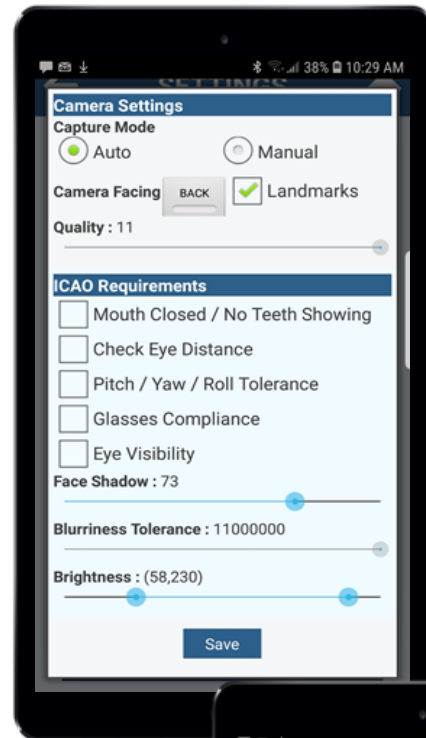 38% 10:29 AM
SETTINGS
Camera Settings
Capture Mode
Auto Manual
Camera Facing BACK Landmarks
Quality : 11
ICAO Requirements
Mouth Closed / No Teeth Showing
Check Eye Distance
Pitch / Yaw / Roll Tolerance
Glasses Compliance
Eye Visibility
Face Shadow : 73
Blurriness Tolerance : 11000000
Brightness : (58,230)
Save